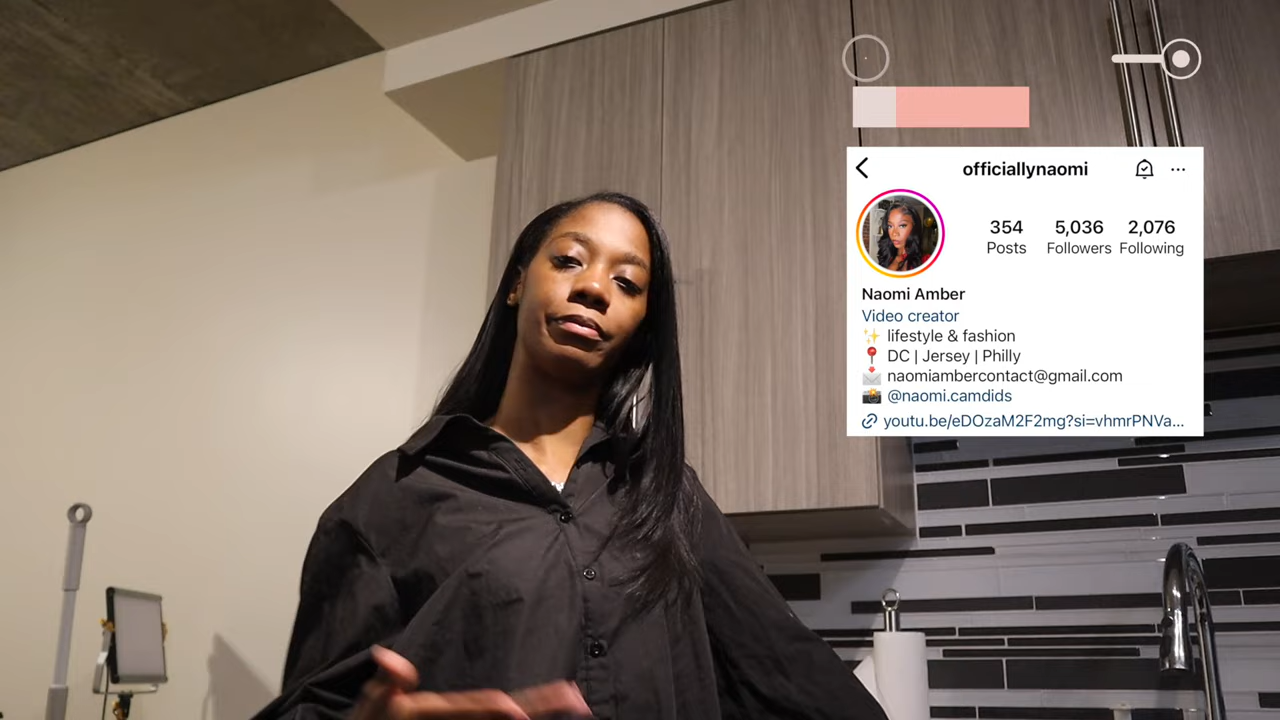 officiallynaomi
354 5,036 2,076
Posts Followers Following
Naomi Amber
Video creator
✨ lifestyle & fashion
📍 DC | Jersey | Philly
📩 naomiambercontact@gmail.com
📸 @naomi.camdids
youtu.be/eDOzaM2F2mg?si=vhmrPNVa...